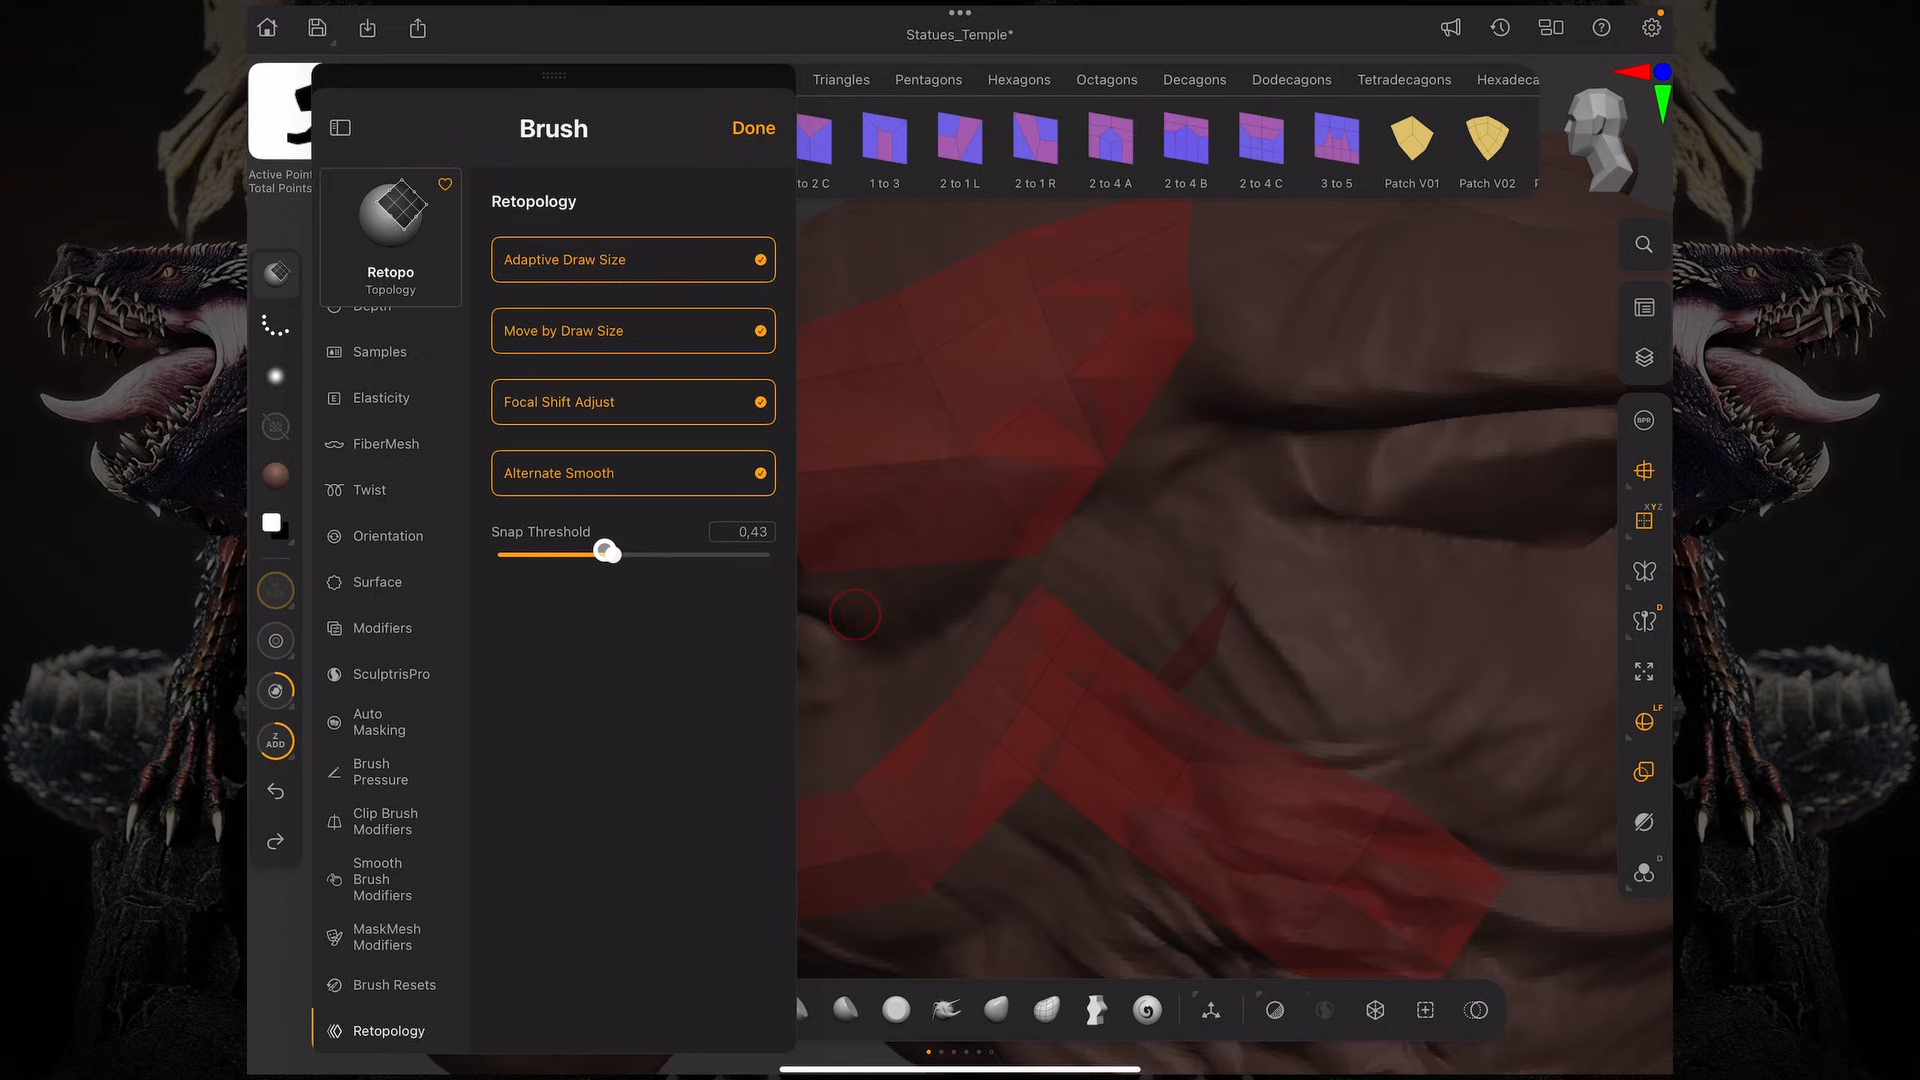 Statues_Temple*
Triangles
Pentagons
Hexagons
Octagons
Decagons
Dodecagons
Tetradecagons
Hexadeca
Active Poin
Total Points
Brush
Done
to 2 C
1 to 3
2 to 1 L
2 to 1 R
2 to 4 A
2 to 4 B
2 to 4 C
3 to 5
Patch V01
Patch V02
Retopo
Topology
Depth
Samples
Elasticity
FiberMesh
Twist
Orientation
Surface
Modifiers
SculptrisPro
Auto
Masking
Brush
Pressure
Clip Brush
Modifiers
Smooth
Brush
Modifiers
MaskMesh
Modifiers
Brush Resets
Retopology
Retopology
Adaptive Draw Size
Move by Draw Size
Focal Shift Adjust
Alternate Smooth
Snap Threshold
0,43
Z
ADD
BPR
XYZ
D
LF
D